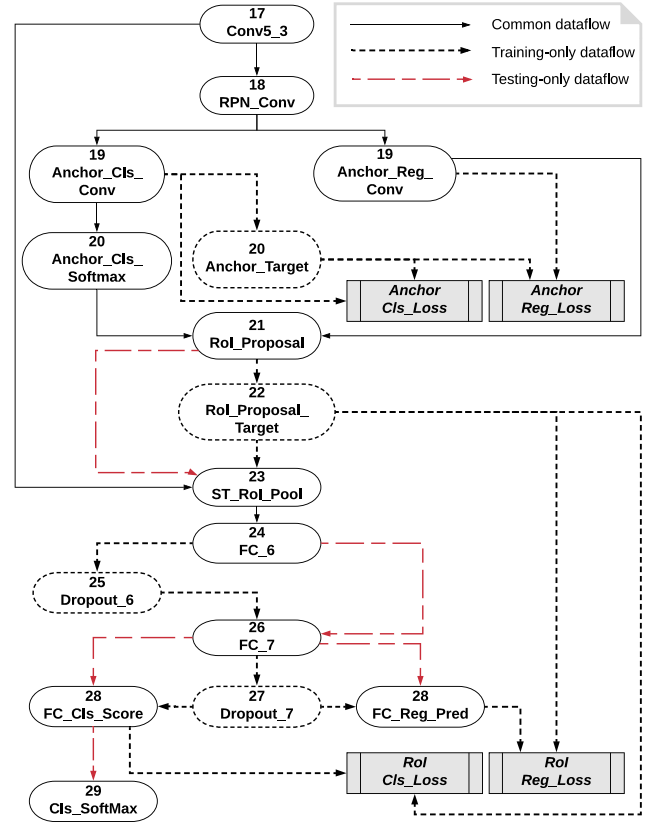 17
Conv5_3
Common dataflow
Training-only dataflow
Testing-only dataflow
18
RPN_Conv
19
Anchor_Cls_
Conv
19
Anchor_Reg_
Conv
20
Anchor_Cls_
Softmax
20
Anchor_Target
Anchor
Cls_Loss
Anchor
Reg_Loss
21
RoI_Proposal
22
RoI_Proposal_
Target
23
ST_RoI_Pool
24
FC_6
25
Dropout_6
26
FC_7
28
FC_Cls_Score
27
Dropout_7
28
FC_Reg_Pred
RoI
Cls_Loss
RoI
Reg_Loss
29
Cls_SoftMax